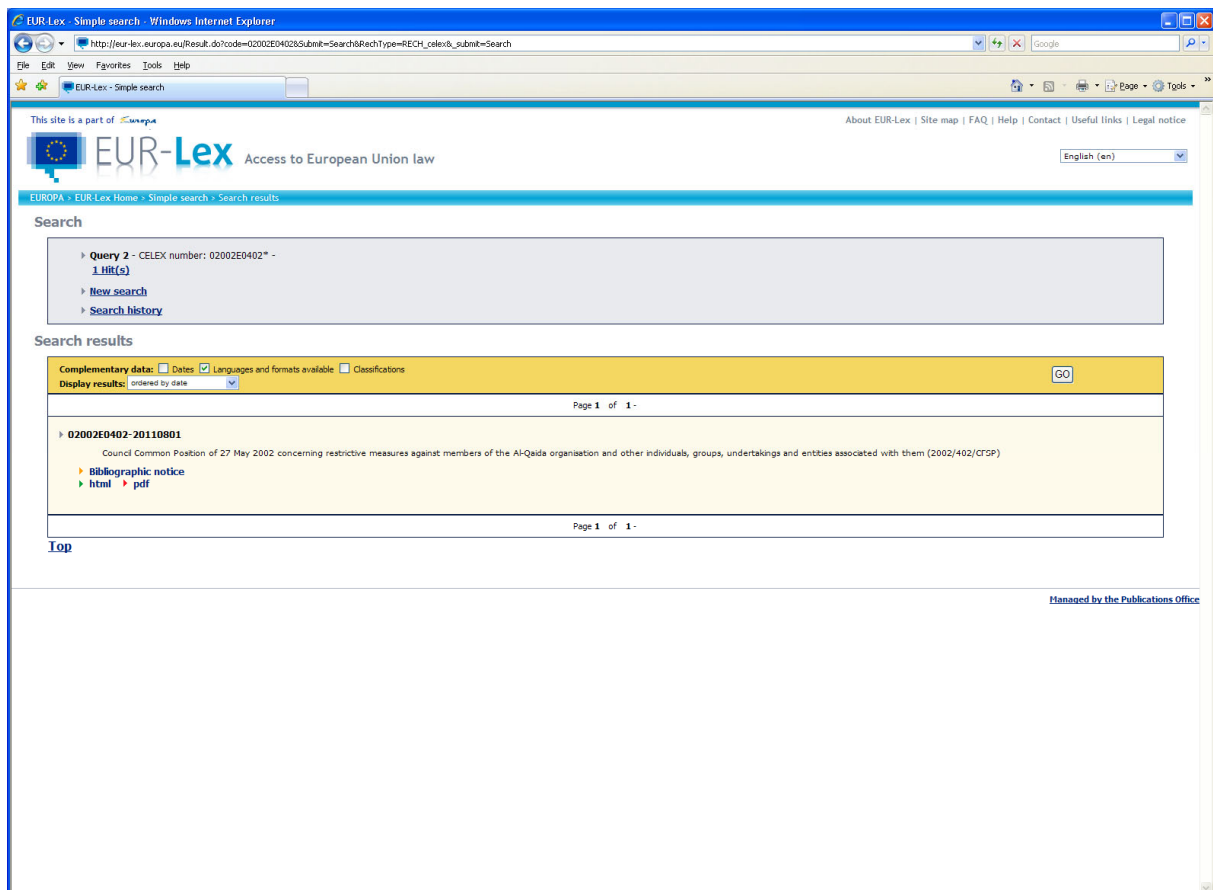 EUR-Lex - Simple search - Windows Internet Explorer
http://eur-lex.europa.eu/Result.do?code=02002E0402&Submit=Search&RechType=RECH_celex&_submit=Search
Google
File Edit View Favorites Tools Help
EUR-Lex - Simple search
Page Tools
This site is a part of Europa
About EUR-Lex | Site map | FAQ | Help | Contact | Useful links | Legal notice
EUR-Lex Access to European Union law
English (en)
EUROPA > EUR-Lex Home > Simple search > Search results
Search
Query 2 - CELEX number: 02002E0402* -
1 Hit(s)
New search
Search history
Search results
Complementary data: Dates Languages and formats available Classifications
GO
Display results: ordered by date
Page 1 of 1 -
02002E0402-20110801
Council Common Position of 27 May 2002 concerning restrictive measures against members of the Al-Qaida organisation and other individuals, groups, undertakings and entities associated with them (2002/402/CFSP)
Bibliographic notice
html pdf
Page 1 of 1 -
Top
Managed by the Publications Office